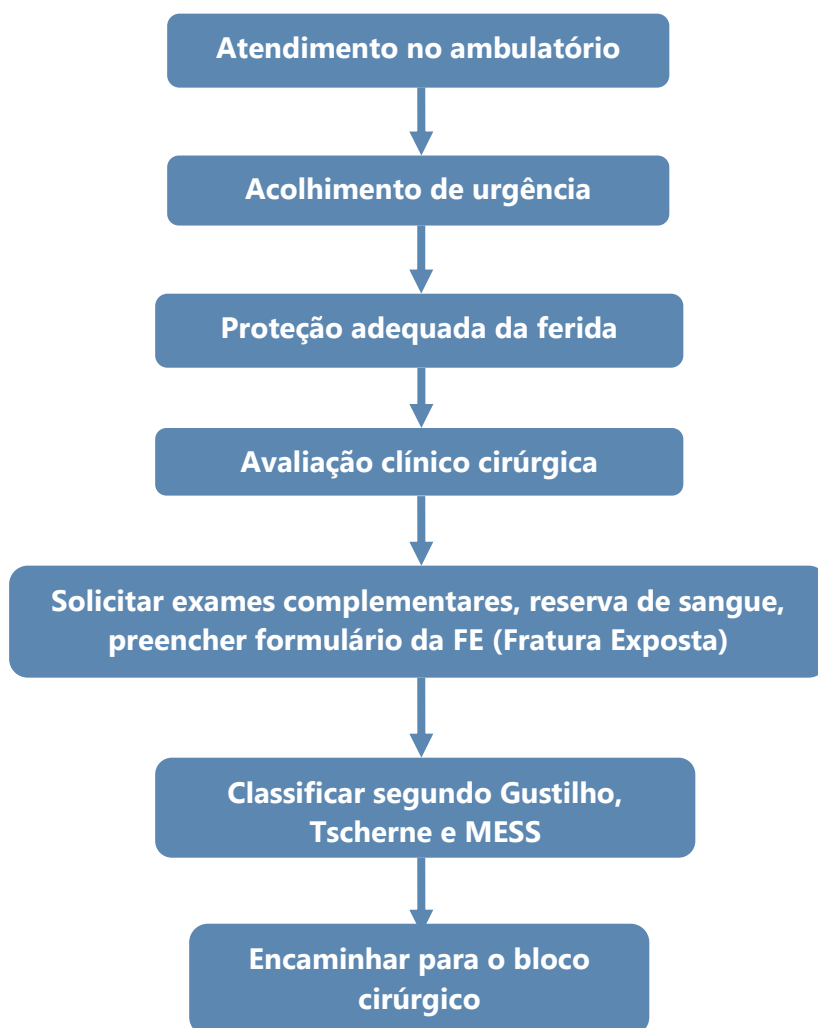 Atendimento no ambulatório
Acolhimento de urgência
Proteção adequada da ferida
Avaliação clínico cirúrgica
Solicitar exames complementares, reserva de sangue,
preencher formulário da FE (Fratura Exposta)
Classificar segundo Gustilho,
Tscherne e MESS
Encaminhar para o bloco
cirúrgico